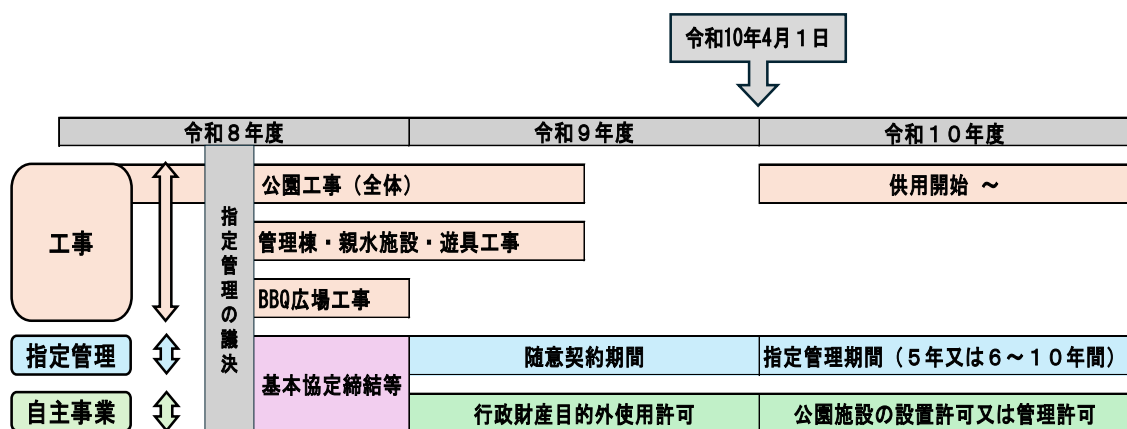 令和10年4月１日
令和８年度
令和９年度
令和１０年度
工事
指定管理の議決
公園工事（全体）
供用開始 ～
管理棟・親水施設・遊具工事
BBQ広場工事
指定管理
基本協定締結等
随意契約期間
指定管理期間（５年又は６～１０年間）
自主事業
行政財産目的外使用許可
公園施設の設置許可又は管理許可